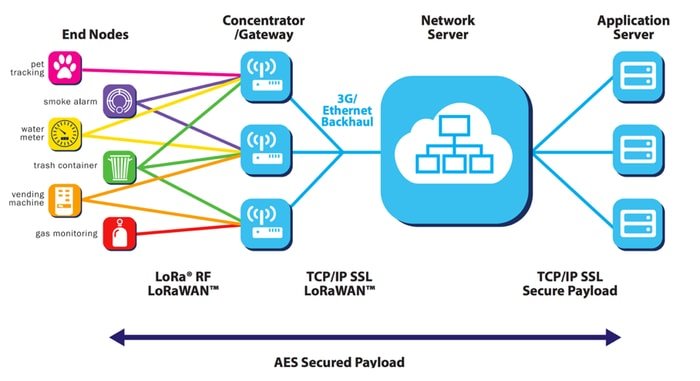 End Nodes
Concentrator
/Gateway
Network
Server
Application
Server
pet
tracking
smoke alarm
water
meter
trash container
vending
machine
gas monitoring
3G/
Ethernet
Backhaul
LoRa® RF
LoRaWAN™
TCP/IP SSL
LoRaWAN™
TCP/IP SSL
Secure Payload
AES Secured Payload